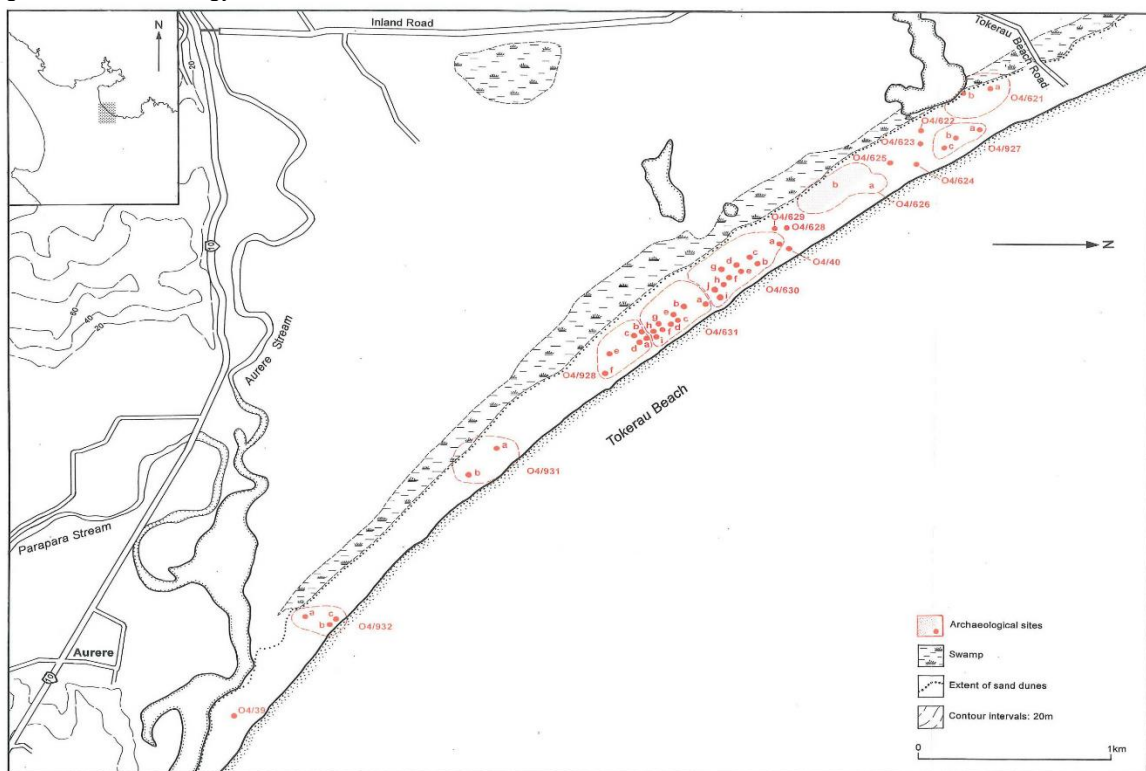 Inland Road
N
20
Tokerau Beach Road
a
b
O4/621
O4/622
O4/623
a
b
c
O4/927
O4/625
O4/624
b
a
O4/626
O4/629
O4/628
N
a
O4/40
c
d
b
g
e
f
h
j
i
O4/630
a
b
e
g
c
d
h
f
i
O4/631
b
c
a
d
e
f
O4/928
60
40
20
Aurere Stream
Tokerau Beach
a
b
O4/931
Parapara Stream
a
c
b
O4/932
Aurere
O4/39
Archaeological sites
Swamp
Extent of sand dunes
Contour intervals: 20m
0
1km